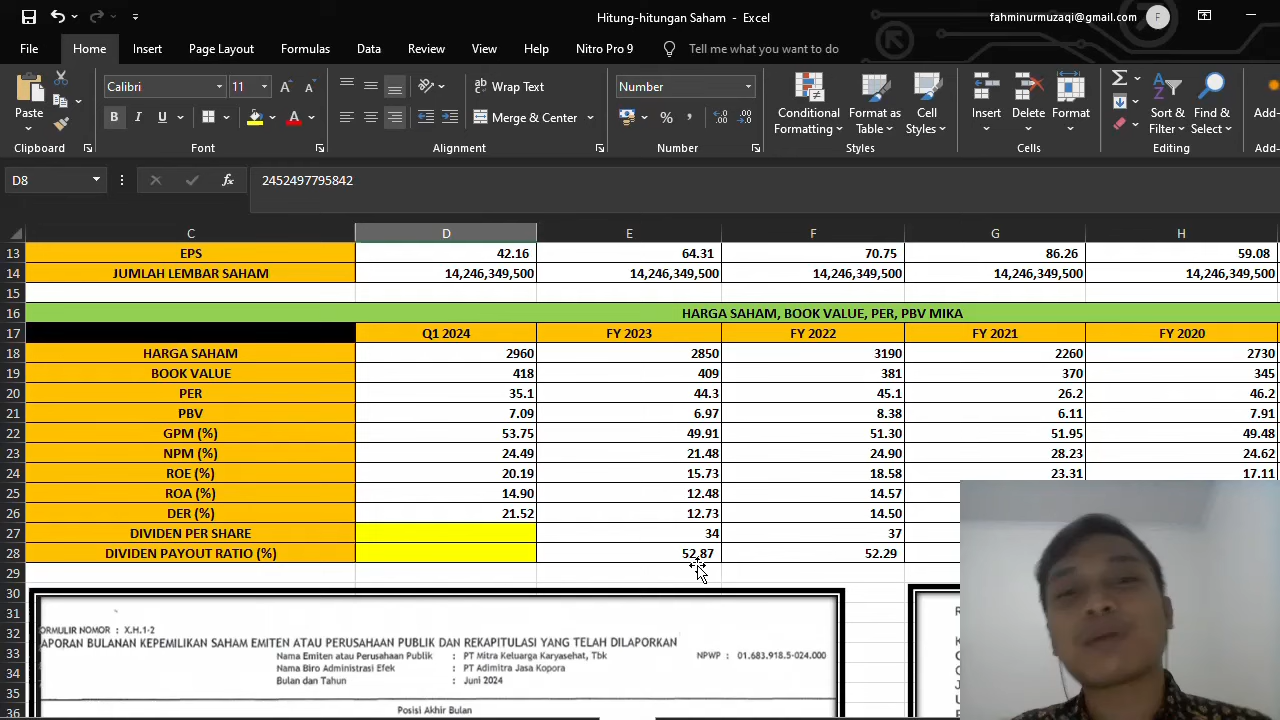 Hitung-hitungan Saham - Excel
fahminurmuzaqi@gmail.com F
File Home Insert Page Layout Formulas Data Review View Help Nitro Pro 9 Tell me what you want to do
Paste
Calibri 11
B I U A
Wrap Text
Merge & Center
Number
Conditional Formatting
Format as Table
Cell Styles
Insert Delete Format
Sort & Filter
Find & Select
Add-
Clipboard Font Alignment Number Styles Cells Editing Add-
D8 fx 2452497795842
C D E F G H
13 EPS 42.16 64.31 70.75 86.26 59.08
14 JUMLAH LEMBAR SAHAM 14,246,349,500 14,246,349,500 14,246,349,500 14,246,349,500 14,246,349,500
15
16 HARGA SAHAM, BOOK VALUE, PER, PBV MIKA
17 Q1 2024 FY 2023 FY 2022 FY 2021 FY 2020
18 HARGA SAHAM 2960 2850 3190 2260 2730
19 BOOK VALUE 418 409 381 370 345
20 PER 35.1 44.3 45.1 26.2 46.2
21 PBV 7.09 6.97 8.38 6.11 7.91
22 GPM (%) 53.75 49.91 51.30 51.95 49.48
23 NPM (%) 24.49 21.48 24.90 28.23 24.62
24 ROE (%) 20.19 15.73 18.58 23.31 17.11
25 ROA (%) 14.90 12.48 14.57
26 DER (%) 21.52 12.73 14.50
27 DIVIDEN PER SHARE 34 37
28 DIVIDEN PAYOUT RATIO (%) 52.87 52.29
29
30
31 ORMULIR NOMOR : X.H.1-2
32 APORAN BULANAN KEPEMILIKAN SAHAM EMITEN ATAU PERUSAHAAN PUBLIK DAN REKAPITULASI YANG TELAH DILAPORKAN
33 Nama Emiten atau Perusahaan Publik : PT Mitra Keluarga Karyasehat, Tbk NPWP : 01.683.918.5-024.000
34 Nama Biro Administrasi Efek : PT Adimitra Jasa Kopora
35 Bulan dan Tahun : Juni 2024
36 Posisi Akhir Bulan